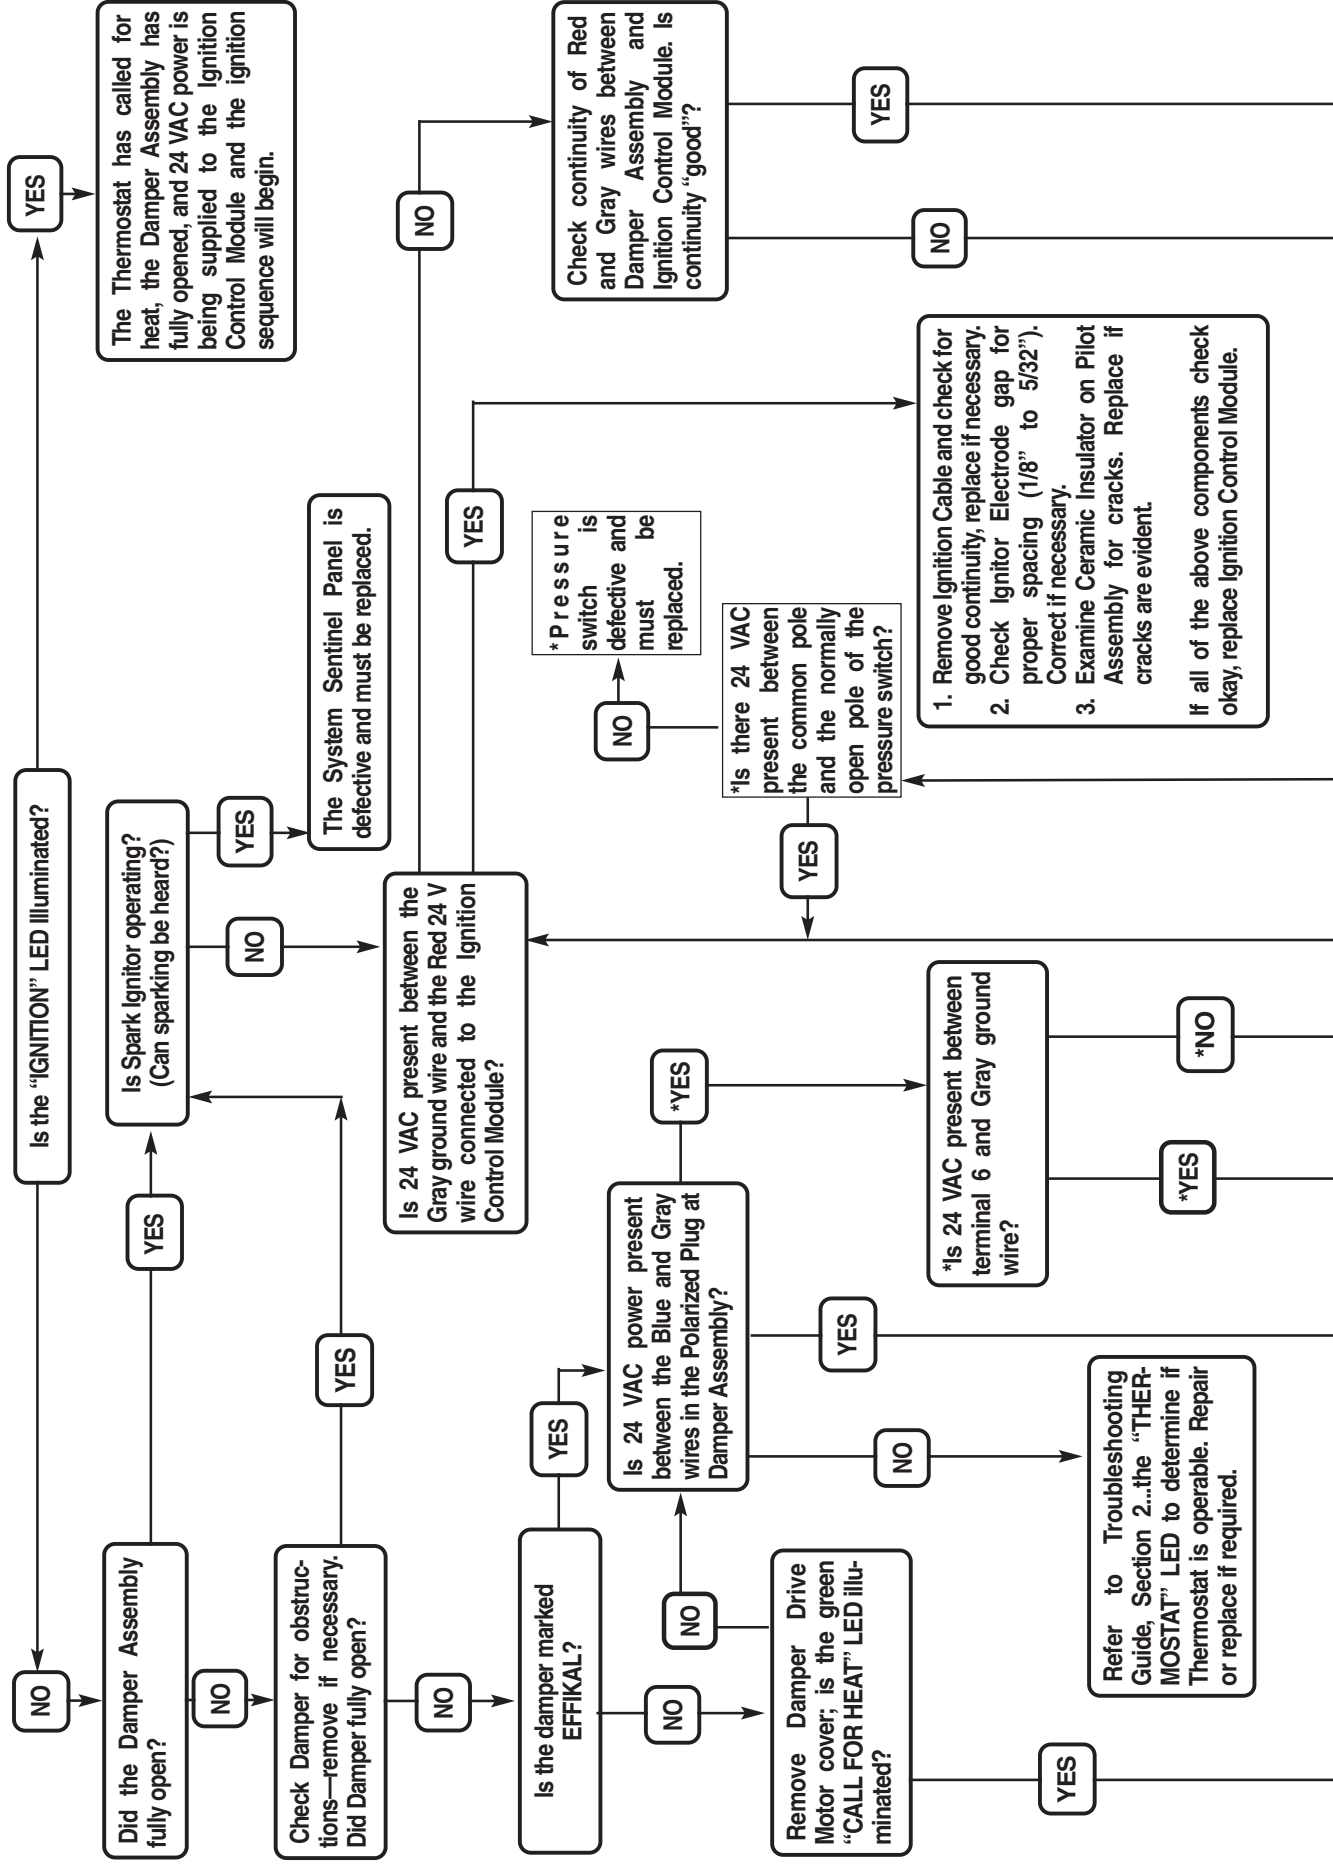 Is the “IGNITION” LED Illuminated?
YES
The Thermostat has called for
heat, the Damper Assembly has
fully opened, and 24 VAC power is
being supplied to the Ignition
Control Module and the ignition
sequence will begin.
NO
Did the Damper Assembly
fully open?
YES
Is Spark Ignitor operating?
(Can sparking be heard?)
YES
The System Sentinel Panel is
defective and must be replaced.
NO
NO
Check Damper for obstruc-
tions—remove if necessary.
Did Damper fully open?
YES
Is 24 VAC present between the
Gray ground wire and the Red 24 V
wire connected to the Ignition
Control Module?
NO
Check continuity of Red
and Gray wires between
Damper Assembly and
Ignition Control Module. Is
continuity “good”?
YES
NO
YES
1. Remove Ignition Cable and check for
good continuity, replace if necessary.
2. Check Ignitor Electrode gap for
proper spacing (1/8” to 5/32”).
Correct if necessary.
3. Examine Ceramic Insulator on Pilot
Assembly for cracks. Replace if
cracks are evident.
If all of the above components check
okay, replace Ignition Control Module.
NO
Is the damper marked
EFFIKAL?
YES
Is 24 VAC power present
between the Blue and Gray
wires in the Polarized Plug at
Damper Assembly?
*YES
*Is 24 VAC present between
terminal 6 and Gray ground
wire?
*NO
*YES
*Is there 24 VAC
present between
the common pole
and the normally
open pole of the
pressure switch?
NO
*Pressure
switch is
defective and
must be
replaced.
YES
NO
Remove Damper Drive
Motor cover; is the green
“CALL FOR HEAT” LED illu-
minated?
NO
YES
YES
NO
Refer to Troubleshooting
Guide, Section 2...the “THER-
MOSTAT” LED to determine if
Thermostat is operable. Repair
or replace if required.